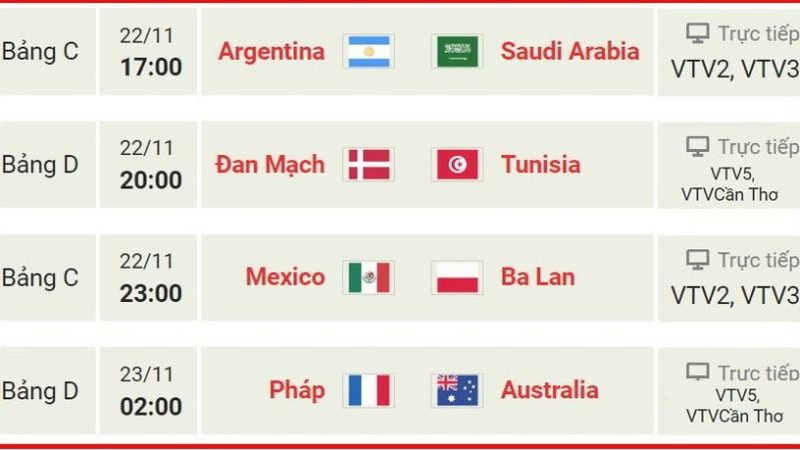 Bảng C
22/11
17:00
Argentina
Saudi Arabia
Trực tiếp
VTV2, VTV3
Bảng D
22/11
20:00
Đan Mạch
Tunisia
Trực tiếp
VTV5,
VTVCần Thơ
Bảng C
22/11
23:00
Mexico
Ba Lan
Trực tiếp
VTV2, VTV3
Bảng D
23/11
02:00
Pháp
Australia
Trực tiếp
VTV5,
VTVCần Thơ